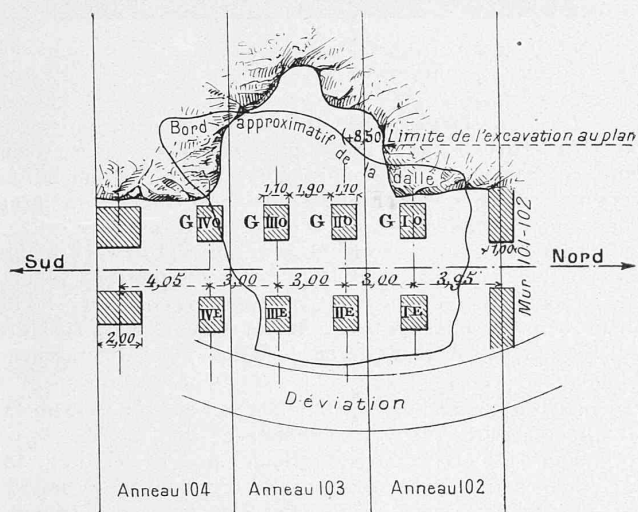 Bord approximatif de la dalle
+8,50
Limite de l'excavation au plan
1,10 1,90 1,10
G IVO G IIIO G IIO G IO
Mur 101-102
1,00
Syd Nord
4,05 3,00 3,00 3,00 3,95
IVE IIIE IIE IE
2,00
Déviation
Anneau 104 Anneau 103 Anneau 102